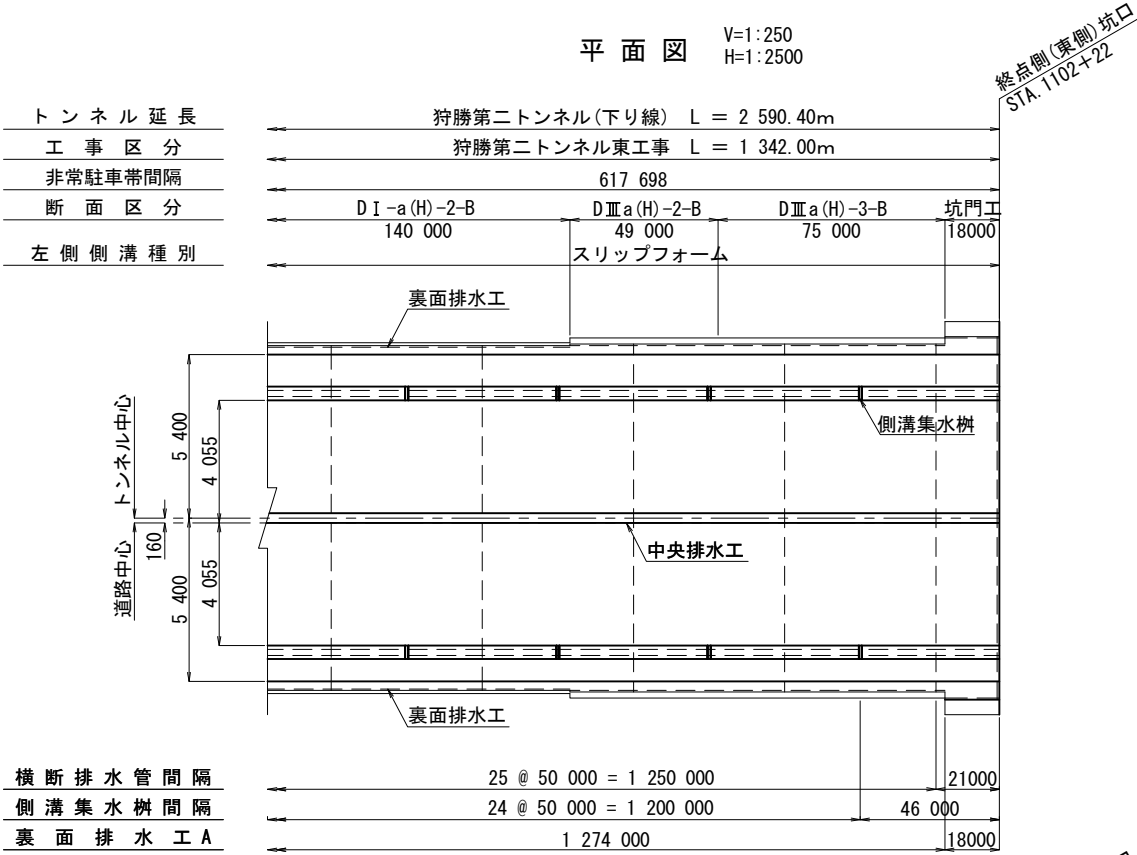 平面図 V=1:250
H=1:2500
終点側(東側)坑口
STA.1102+22
トンネル延長 狩勝第二トンネル(下り線) L = 2 590.40m
工事区分 狩勝第二トンネル東工事 L = 1 342.00m
非常駐車帯間隔 617 698
断面区分 DⅠ-a(H)-2-B DⅢa(H)-2-B DⅢa(H)-3-B 坑門工
140 000 49 000 75 000 18000
左側側溝種別 スリップフォーム
裏面排水工
側溝集水桝
トンネル中心
5 400
4 055
160
中央排水工
道路中心
5 400
4 055
裏面排水工
横断排水管間隔 25 @ 50 000 = 1 250 000 21000
側溝集水桝間隔 24 @ 50 000 = 1 200 000 46 000
裏面排水工A 1 274 000 18000